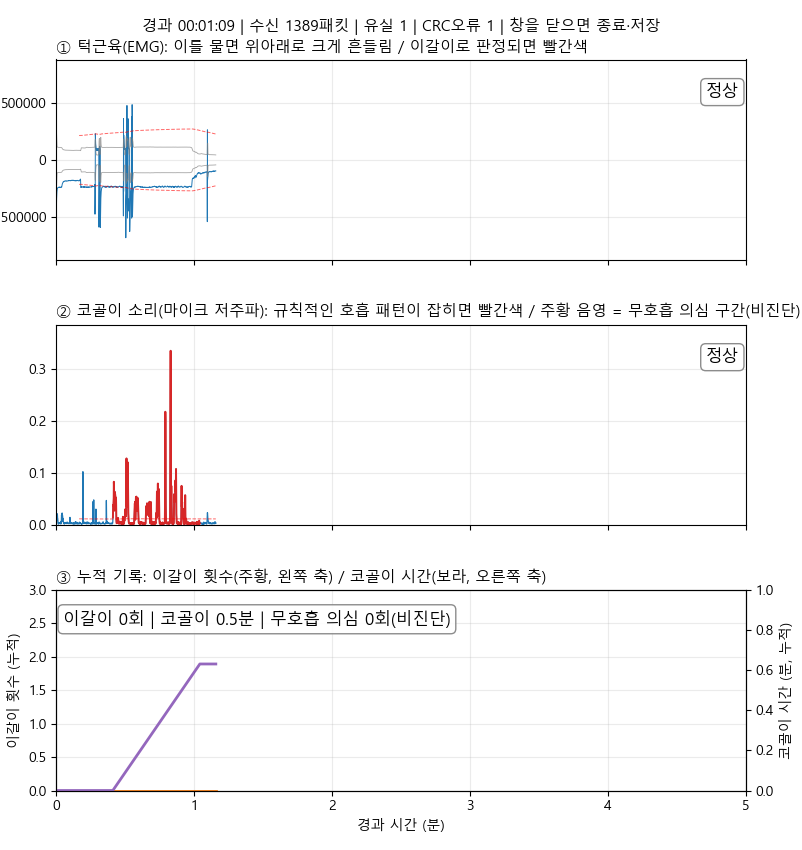 경과 00:01:09 | 수신 1389패킷 | 유실 1 | CRC오류 1 | 창을 닫으면 종료·저장
① 턱근육(EMG): 이를 물면 위아래로 크게 흔들림 / 이갈이로 판정되면 빨간색
정상
500000
0
500000
② 코골이 소리(마이크 저주파): 규칙적인 호흡 패턴이 잡히면 빨간색 / 주황 음영 = 무호흡 의심 구간(비진단)
정상
0.3
0.2
0.1
0.0
③ 누적 기록: 이갈이 횟수(주황, 왼쪽 축) / 코골이 시간(보라, 오른쪽 축)
이갈이 0회 | 코골이 0.5분 | 무호흡 의심 0회(비진단)
이갈이 횟수 (누적)
3.0
2.5
2.0
1.5
1.0
0.5
0.0
1.0
0.8
0.6
0.4
0.2
0.0
코골이 시간 (분, 누적)
0 1 2 3 4 5
경과 시간 (분)